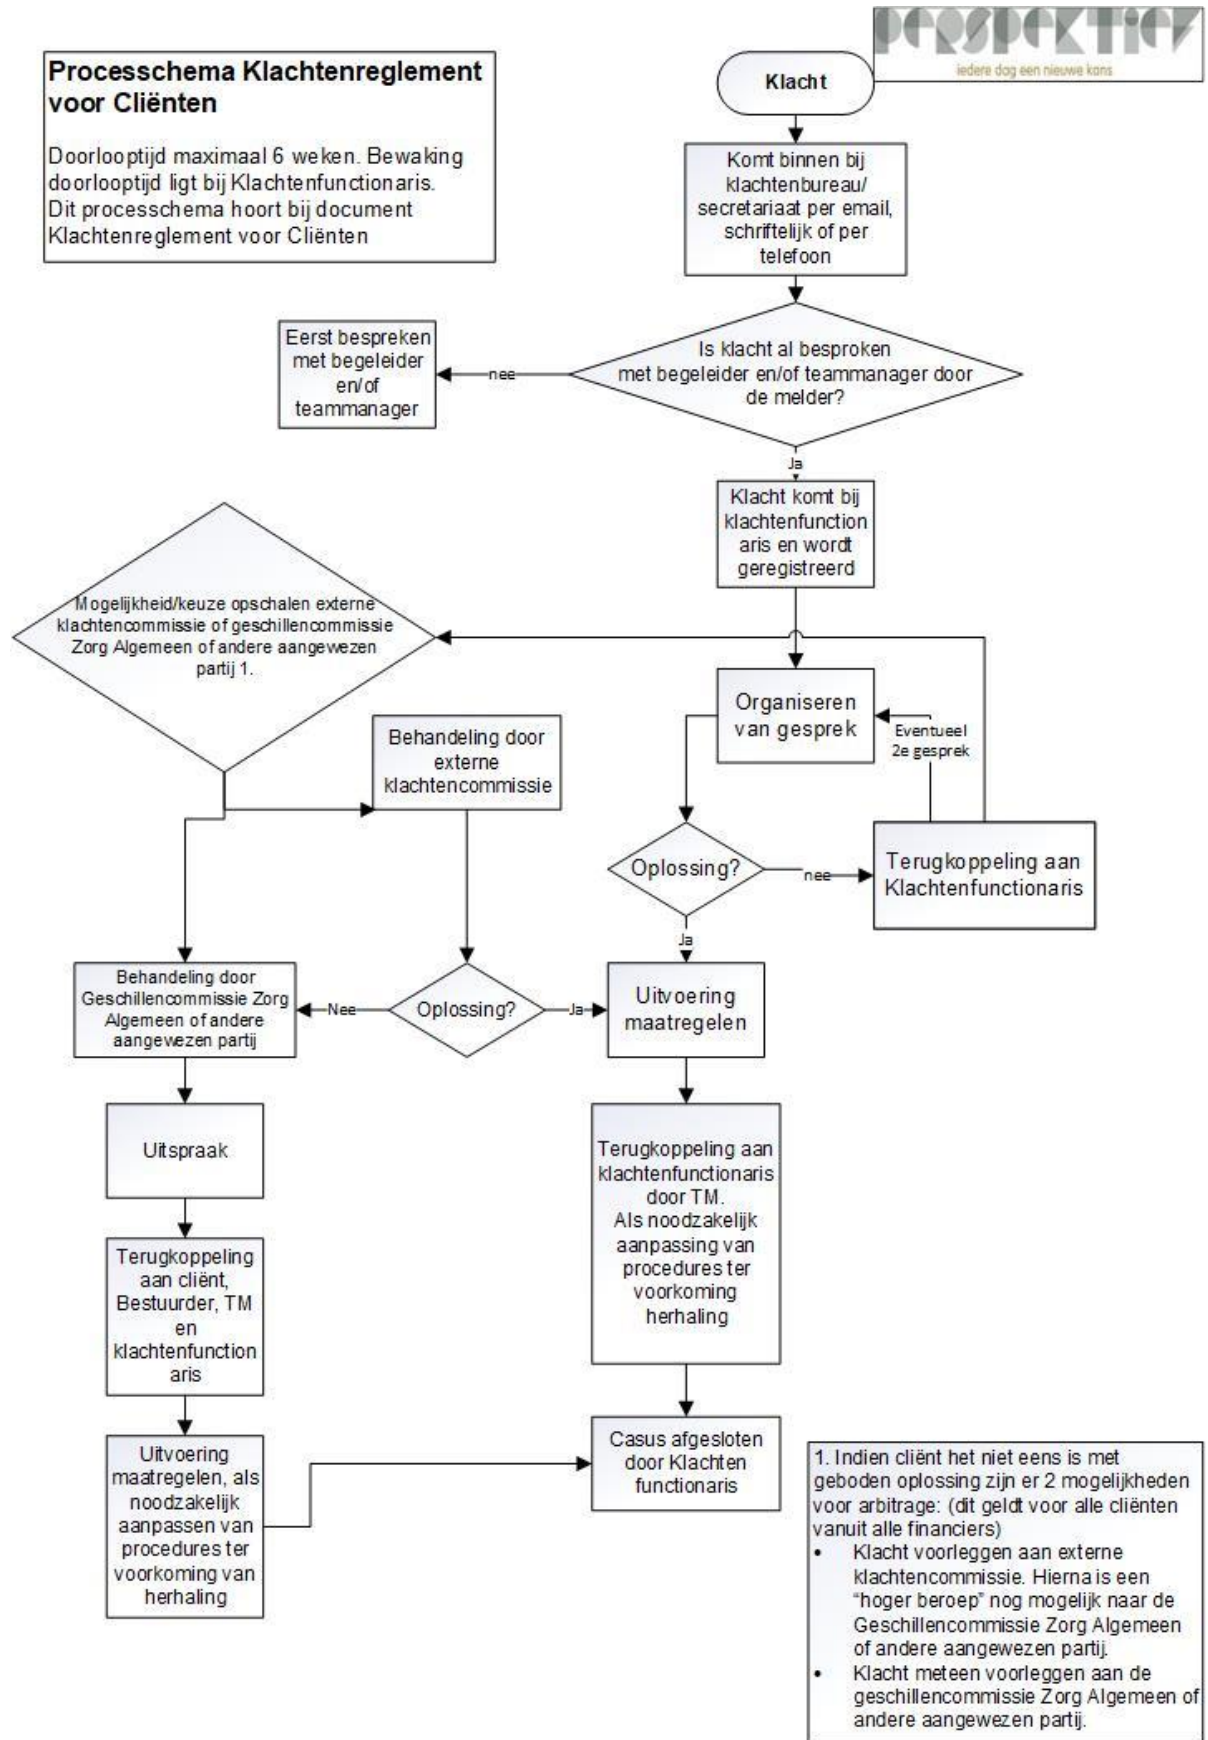 PERSPEKTIEF
iedere dag een nieuwe kans
Processchema Klachtenreglement
voor Cliënten
Doorlooptijd maximaal 6 weken. Bewaking
doorlooptijd ligt bij Klachtenfunctionaris.
Dit processchema hoort bij document
Klachtenreglement voor Cliënten
Klacht
Komt binnen bij
klachtenbureau/
secretariaat per email,
schriftelijk of per
telefoon
Is klacht al besproken
met begeleider en/of teammanager door
de melder?
nee
Eerst bespreken
met begeleider
en/of
teammanager
Ja
Klacht komt bij
klachtenfunction
aris en wordt
geregistreerd
Mogelijkheid/keuze opschalen externe
klachtencommissie of geschillencommissie
Zorg Algemeen of andere aangewezen
partij 1.
Organiseren
van gesprek
Eventueel
2e gesprek
Behandeling door
externe
klachtencommissie
Oplossing?
nee
Terugkoppeling aan
Klachtenfunctionaris
Ja
Behandeling door
Geschillencommissie Zorg
Algemeen of andere
aangewezen partij
Nee
Oplossing?
Ja
Uitvoering
maatregelen
Uitspraak
Terugkoppeling aan
klachtenfunctionaris
door TM.
Als noodzakelijk
aanpassing van
procedures ter
voorkoming
herhaling
Terugkoppeling
aan cliënt,
Bestuurder, TM
en
klachtenfunction
aris
Uitvoering
maatregelen, als
noodzakelijk
aanpassen van
procedures ter
voorkoming van
herhaling
Casus afgesloten
door Klachten
functionaris
1. Indien cliënt het niet eens is met
geboden oplossing zijn er 2 mogelijkheden
voor arbitrage: (dit geldt voor alle cliënten
vanuit alle financiers)
• Klacht voorleggen aan externe
klachtencommissie. Hierna is een
“hoger beroep” nog mogelijk naar de
Geschillencommissie Zorg Algemeen
of andere aangewezen partij.
• Klacht meteen voorleggen aan de
geschillencommissie Zorg Algemeen of
andere aangewezen partij.